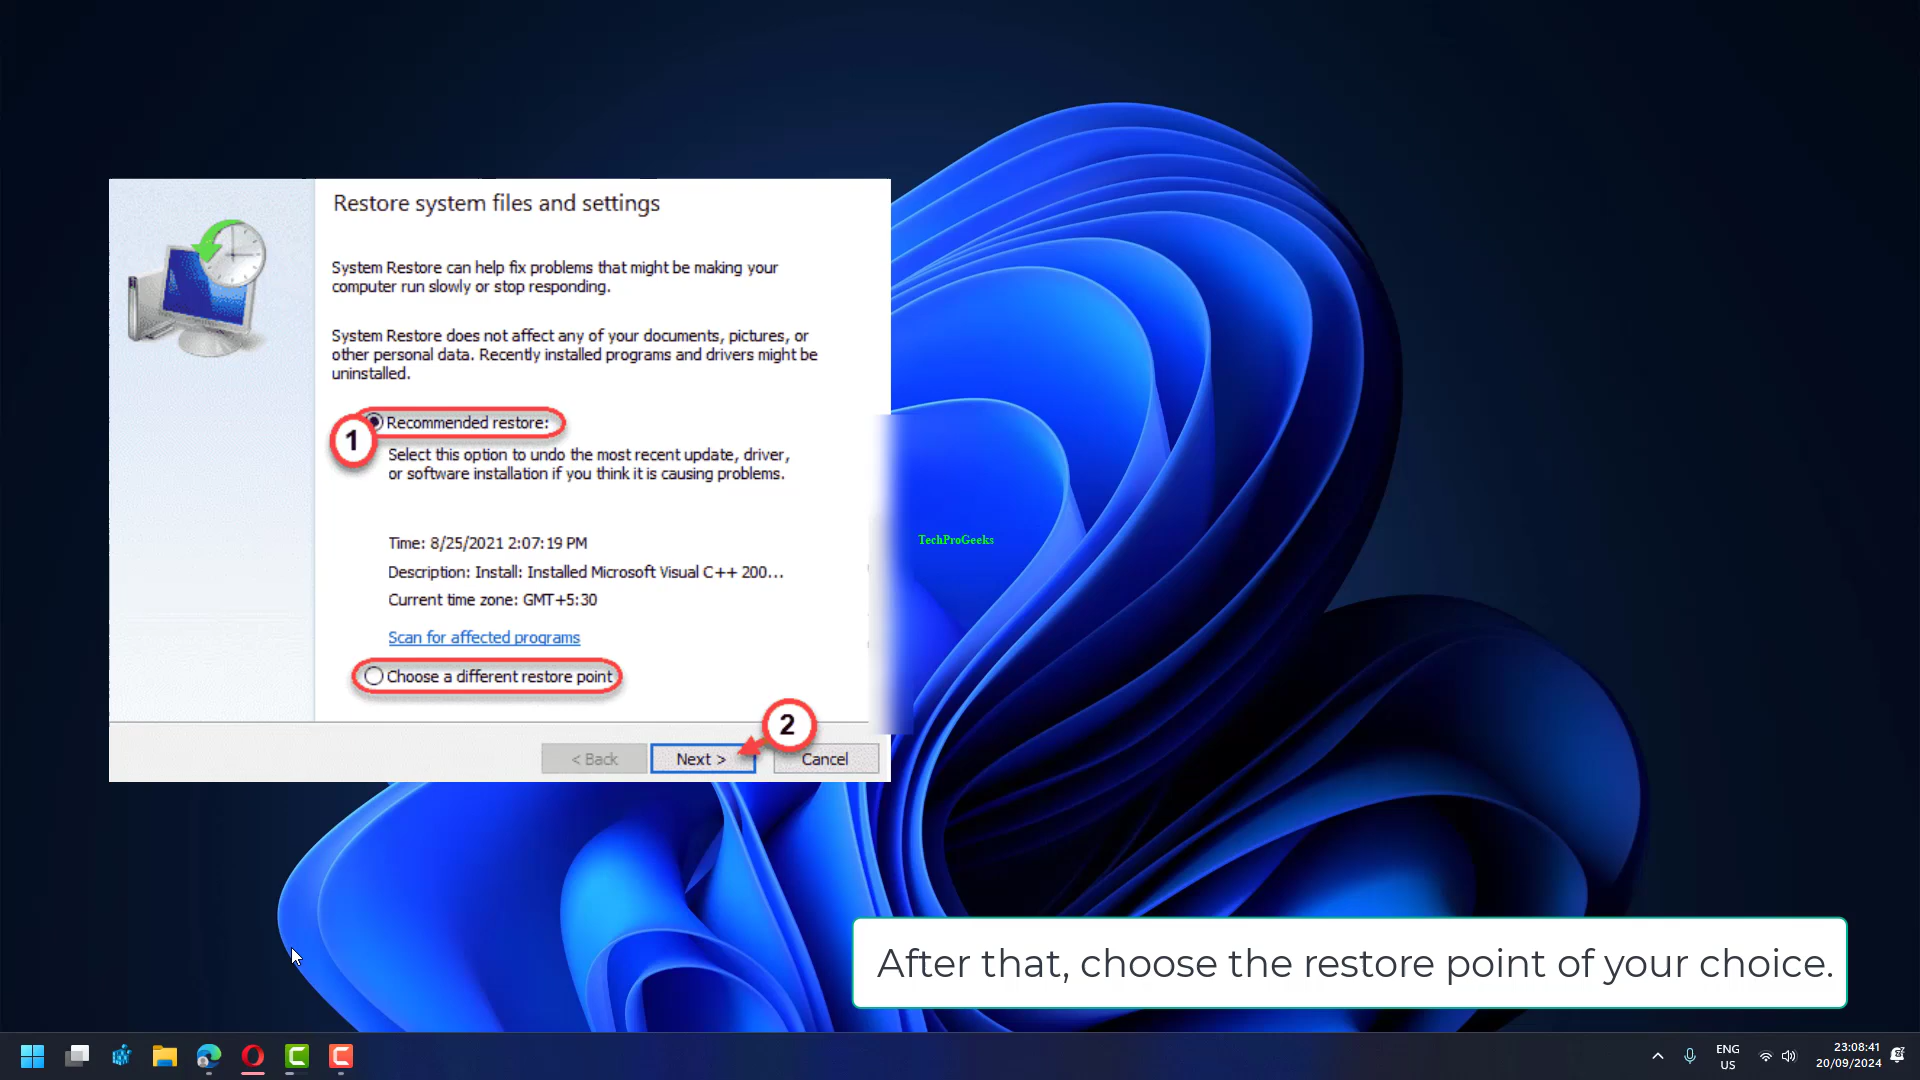 Restore system files and settings
System Restore can help fix problems that might be making your
computer run slowly or stop responding.
System Restore does not affect any of your documents, pictures, or
other personal data. Recently installed programs and drivers might be
uninstalled.
1
Recommended restore:
Select this option to undo the most recent update, driver,
or software installation if you think it is causing problems.
Time: 8/25/2021 2:07:19 PM
Description: Install: Installed Microsoft Visual C++ 200...
Current time zone: GMT+5:30
Scan for affected programs
Choose a different restore point
2
< Back
Next >
Cancel
TechProGeeks
After that, choose the restore point of your choice.
ENG
US
23:08:41
20/09/2024